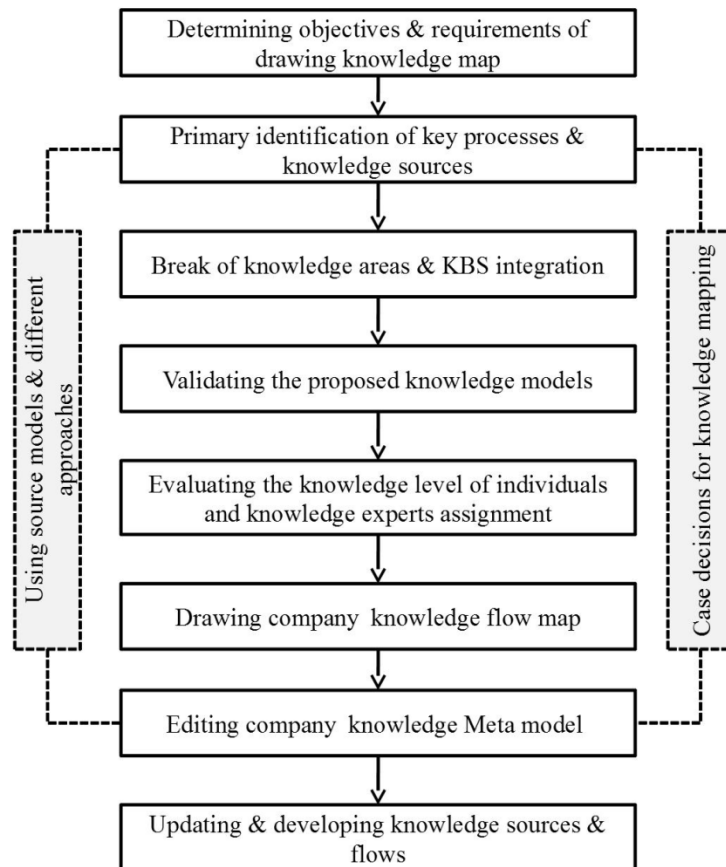 Determining objectives & requirements of
drawing knowledge map
Primary identification of key processes &
knowledge sources
Break of knowledge areas & KBS integration
Validating the proposed knowledge models
Evaluating the knowledge level of individuals
and knowledge experts assignment
Drawing company knowledge flow map
Editing company knowledge Meta model
Updating & developing knowledge sources &
flows
Using source models & different
approaches
Case decisions for knowledge mapping